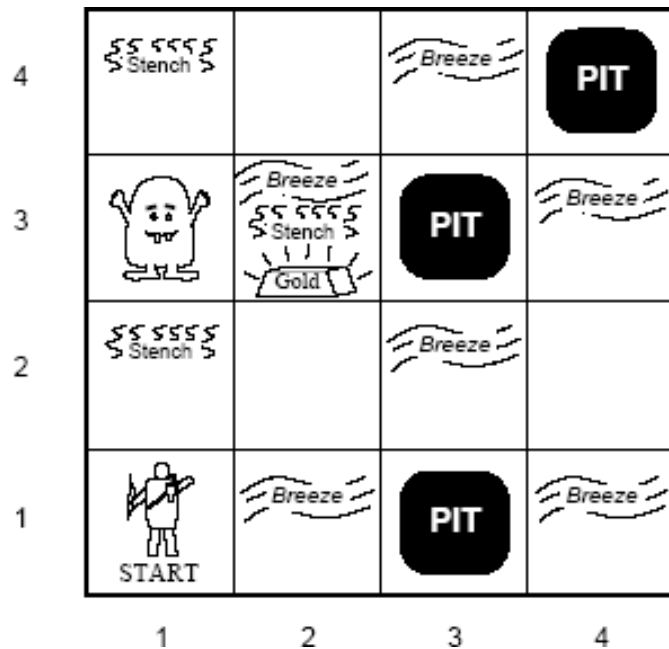 4
Stench
Breeze
PIT
3
Breeze
Stench
Gold
PIT
Breeze
2
Stench
Breeze
1
START
Breeze
PIT
Breeze
1 2 3 4